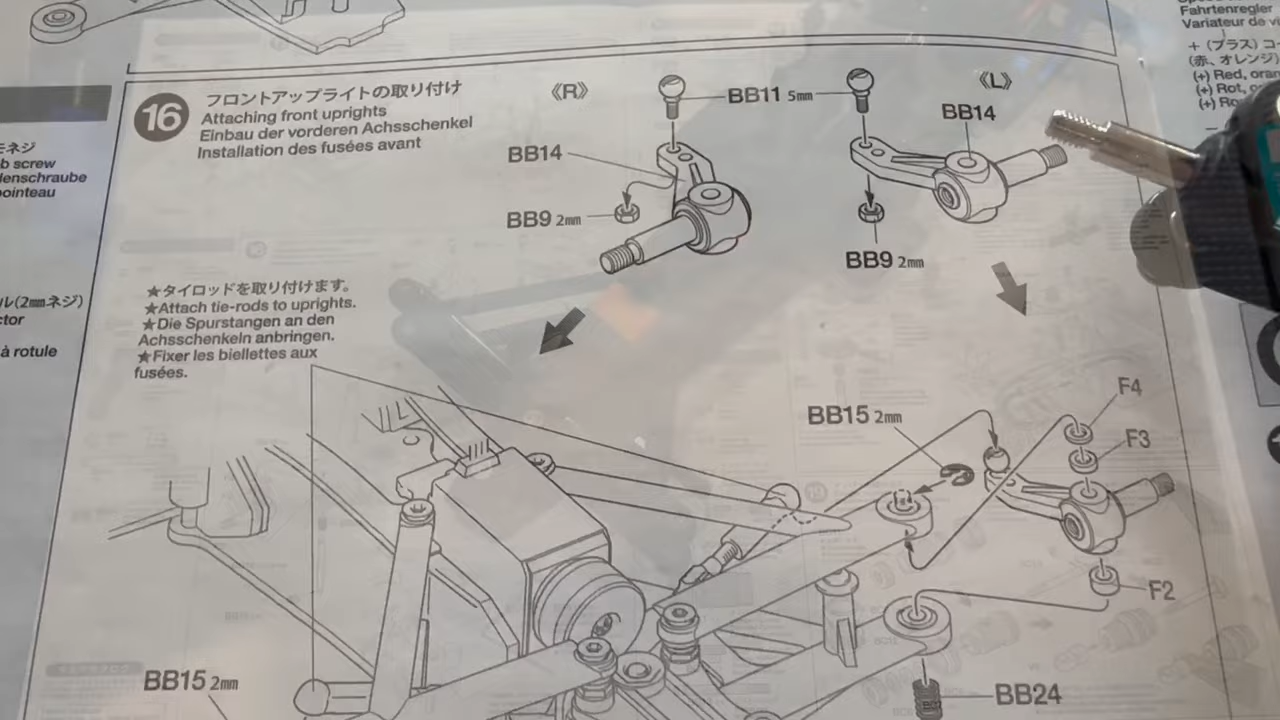 Fahrtenregler
Variateur de
+ (プラス) コー
(赤、オレンジ)
(+) Red, oran
(+) Rot, o
(+) Ro
モネジ
b screw
denschraube
pointeau
ル(2mmネジ)
ctor
à rotule
16
フロントアップライトの取り付け
Attaching front uprights
Einbau der vorderen Achsschenkel
Installation des fusées avant
《R》
《L》
BB11 5mm
BB14
BB14
BB9 2mm
BB9 2mm
★タイロッドを取り付けます。
★Attach tie-rods to uprights.
★Die Spurstangen an den
Achsschenkeln anbringen.
★Fixer les biellettes aux
fusées.
BB15 2mm
F4
F3
F2
BB15 2mm
BB24